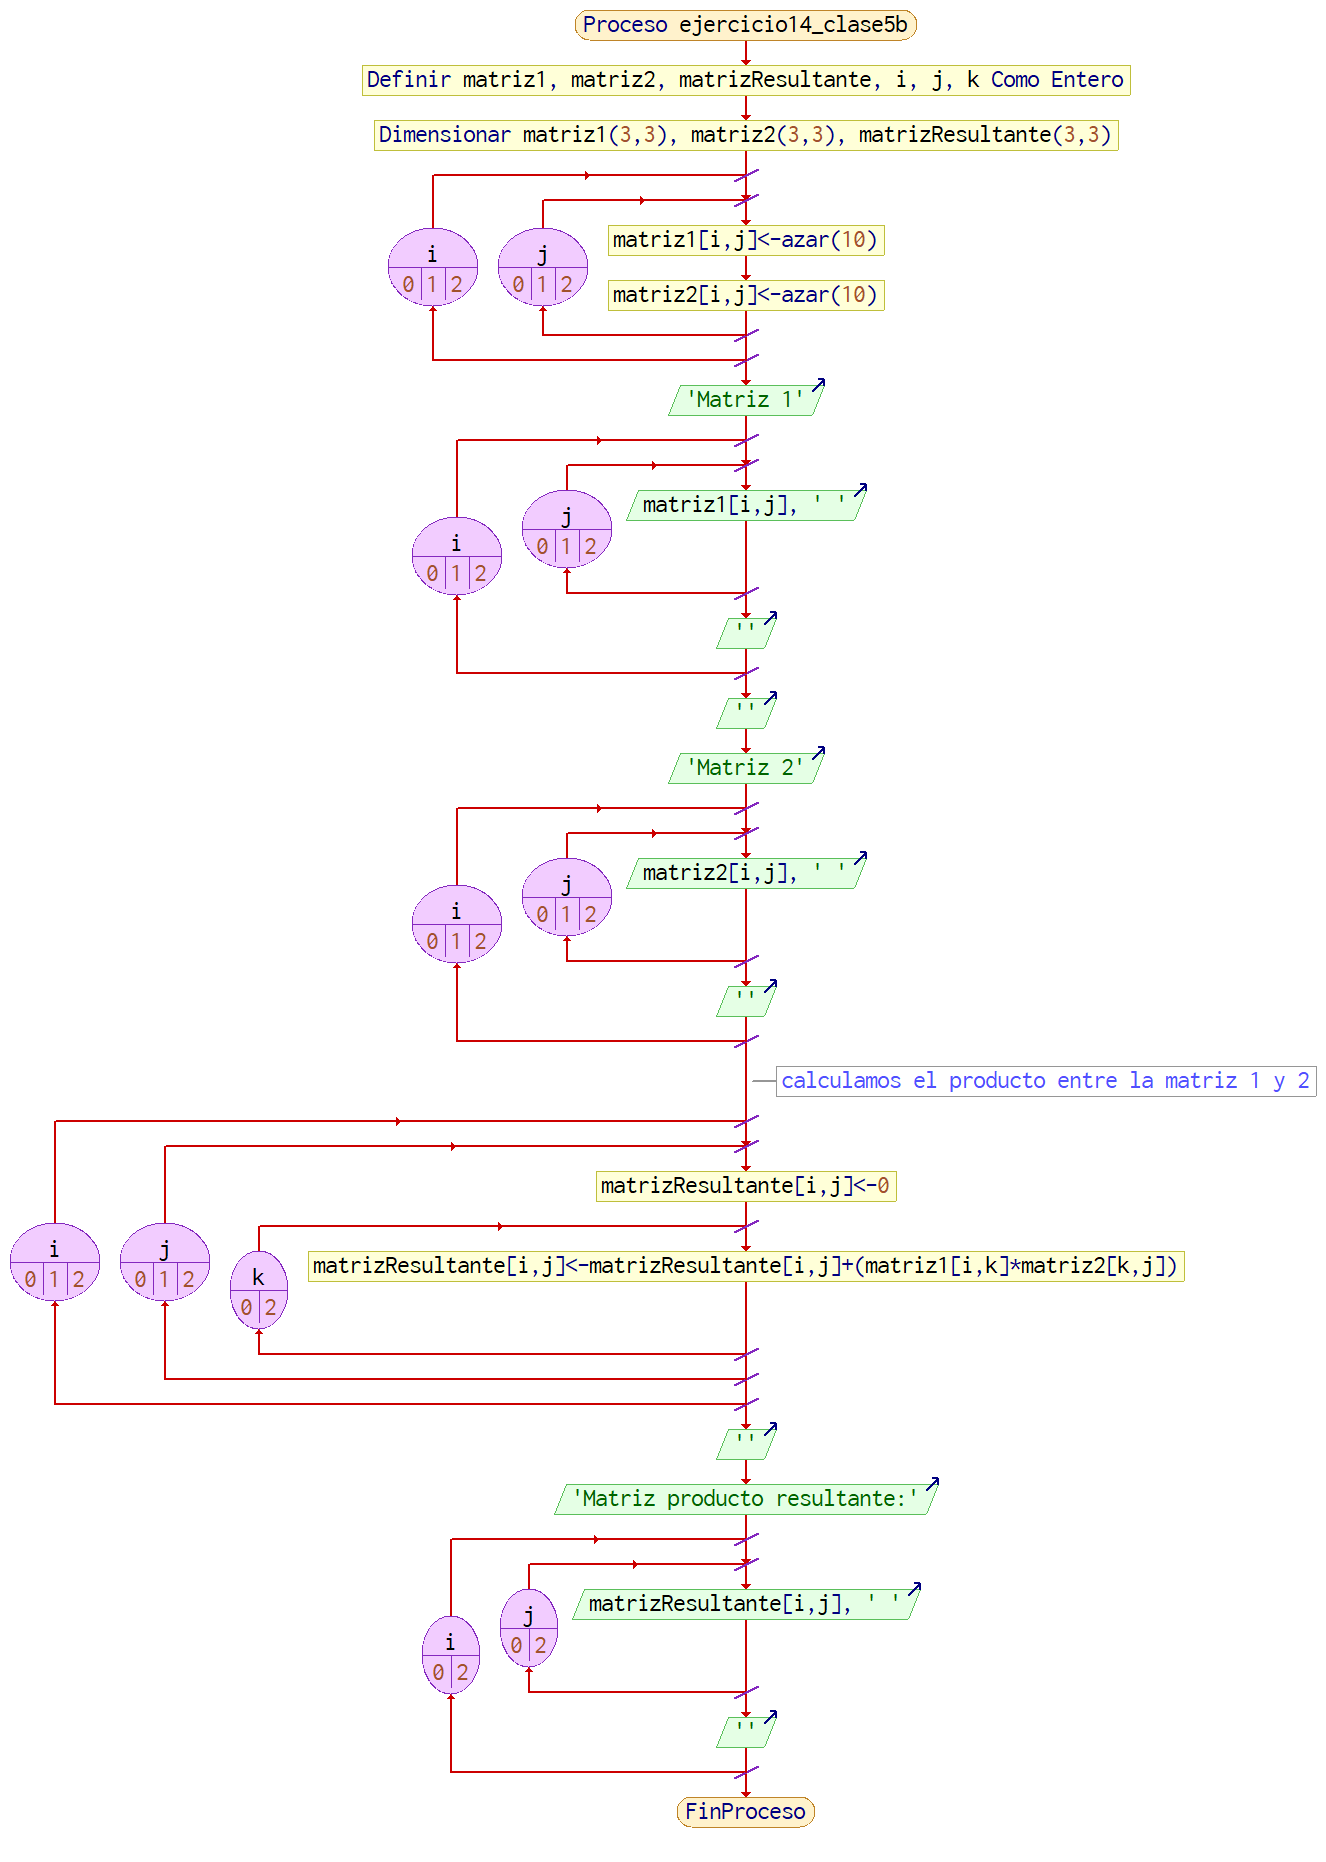 Proceso ejercicio14_clase5b
Definir matriz1, matriz2, matrizResultante, i, j, k Como Entero
Dimensionar matriz1(3,3), matriz2(3,3), matrizResultante(3,3)
i
0 1 2
j
0 1 2
matriz1[i,j]<-azar(10)
matriz2[i,j]<-azar(10)
'Matriz 1'
i
0 1 2
j
0 1 2
matriz1[i,j], ' '
''
''
'Matriz 2'
i
0 1 2
j
0 1 2
matriz2[i,j], ' '
''
calculamos el producto entre la matriz 1 y 2
i
0 1 2
j
0 1 2
matrizResultante[i,j]<-0
k
0 2
matrizResultante[i,j]<-matrizResultante[i,j]+(matriz1[i,k]*matriz2[k,j])
''
'Matriz producto resultante:'
i
0 2
j
0 2
matrizResultante[i,j], ' '
''
FinProceso